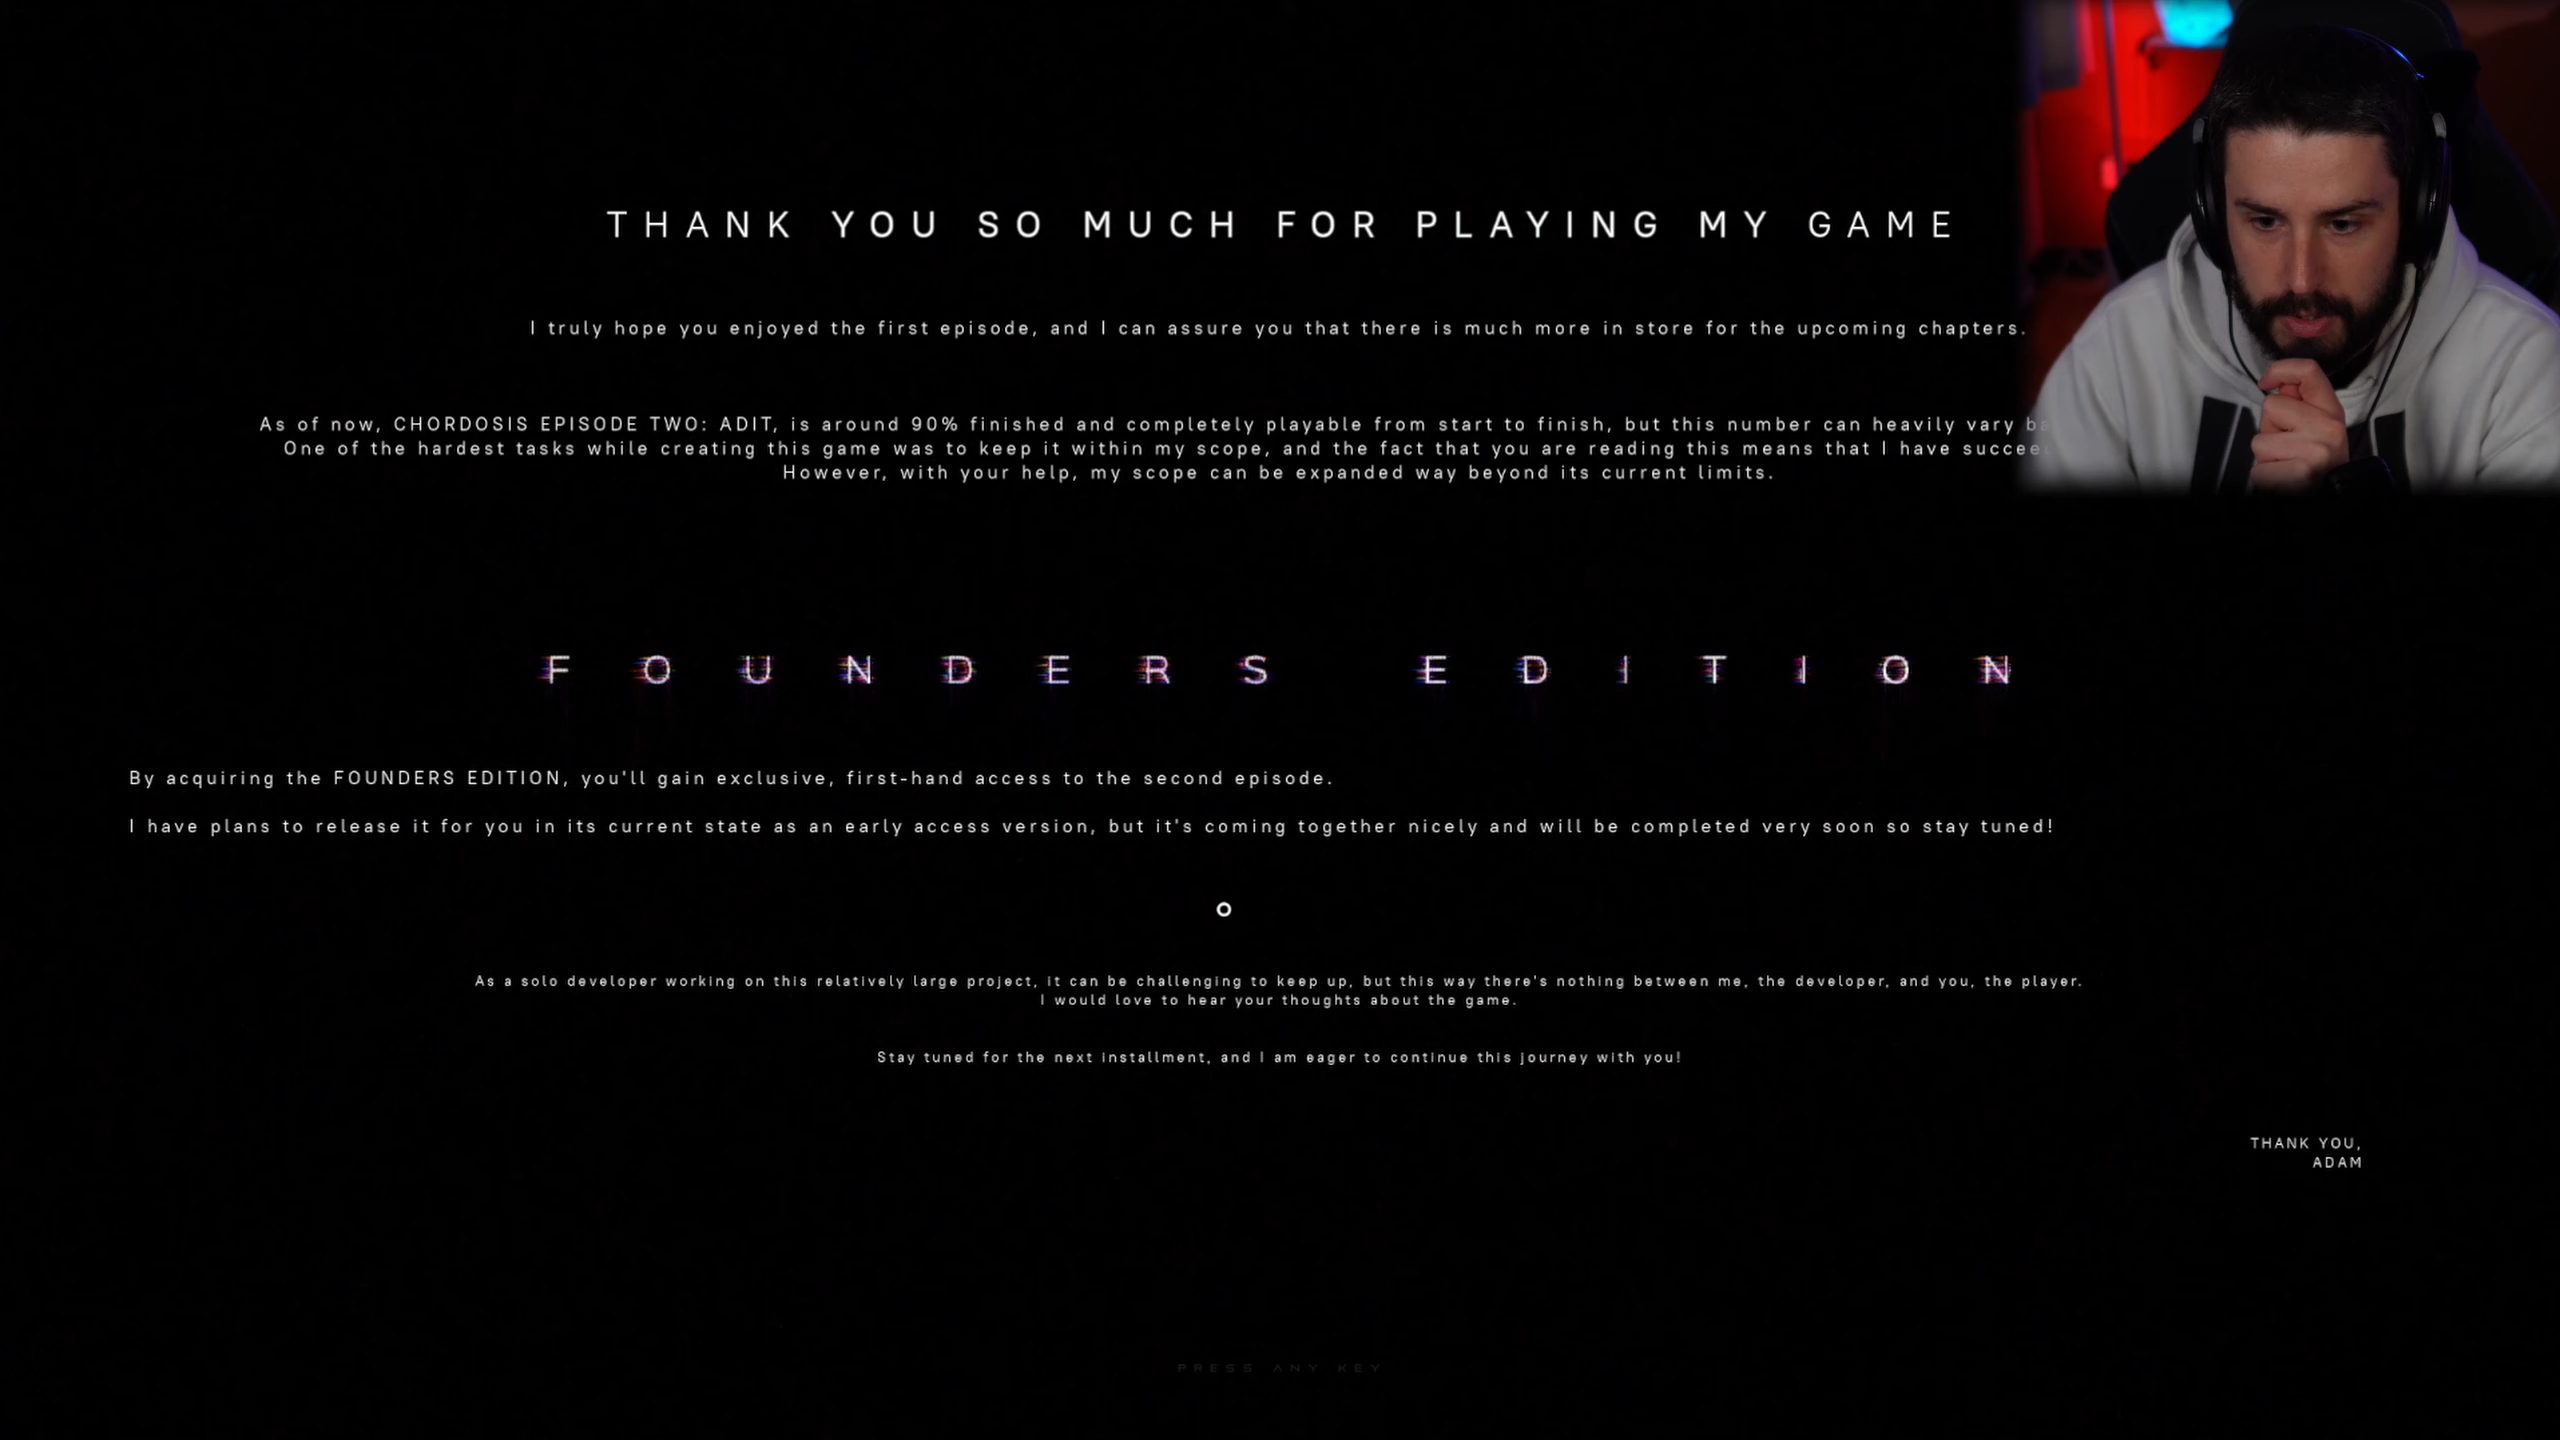 THANK YOU SO MUCH FOR PLAYING MY GAME
I truly hope you enjoyed the first episode, and I can assure you that there is much more in store for the upcoming chapters.
As of now, CHORDOSIS EPISODE TWO: ADIT, is around 90% finished and completely playable from start to finish, but this number can heavily vary
One of the hardest tasks while creating this game was to keep it within my scope, and the fact that you are reading this means that I have
However, with your help, my scope can be expanded way beyond its current limits.
FOUNDERS EDITION
By acquiring the FOUNDERS EDITION, you'll gain exclusive, first-hand access to the second episode.
I have plans to release it for you in its current state as an early access version, but it's coming together nicely and will be completed very soon so stay tuned!
As a solo developer working on this relatively large project, it can be challenging to keep up, but this way there's nothing between me, the developer, and you, the player.
I would love to hear your thoughts about the game.
Stay tuned for the next installment, and I am eager to continue this journey with you!
THANK YOU,
ADAM
PRESS ANY KEY